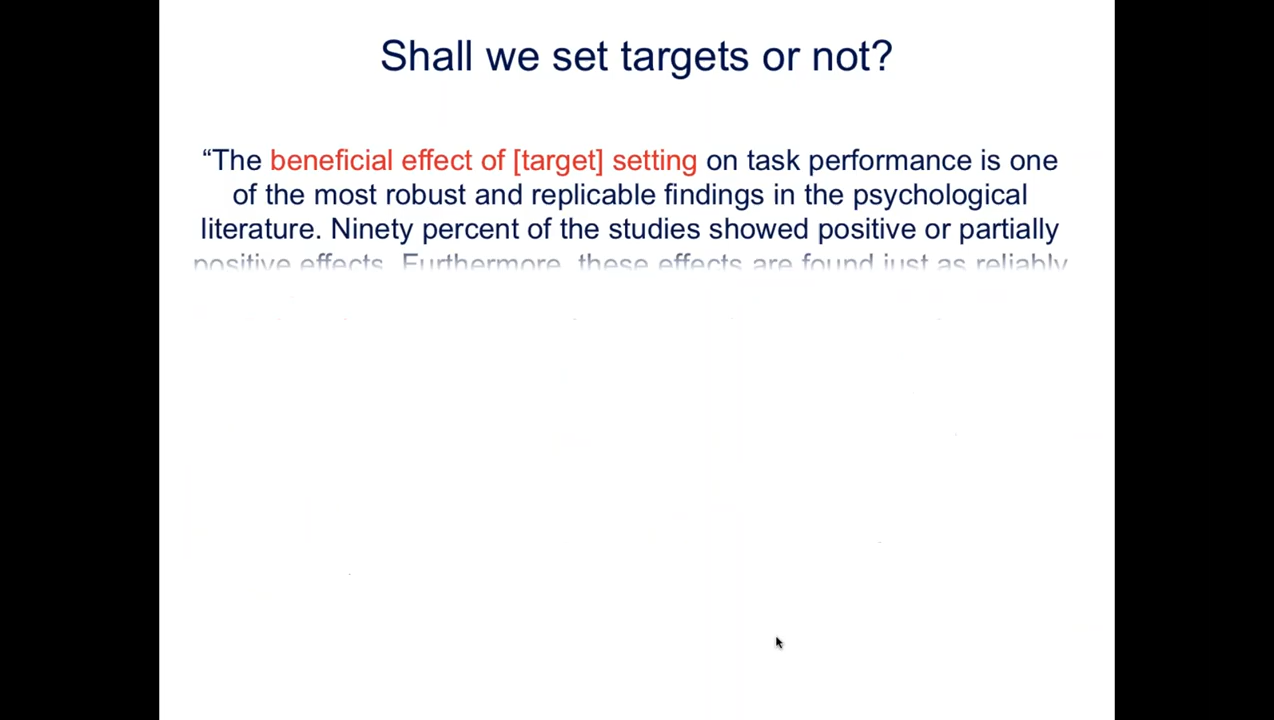 Shall we set targets or not?
“The beneficial effect of [target] setting on task performance is one
of the most robust and replicable findings in the psychological
literature. Ninety percent of the studies showed positive or partially
positive effects. Furthermore, these effects are found just as reliably